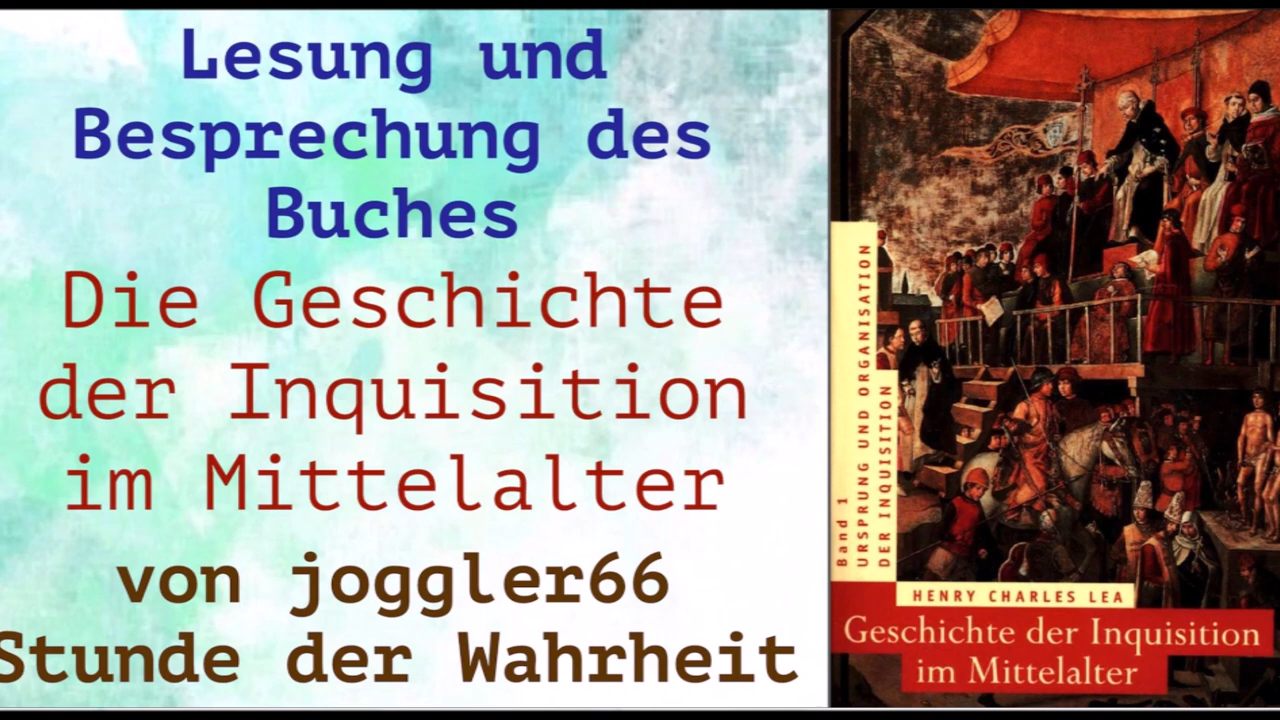 Lesung und
Besprechung des
Buches
Die Geschichte
der Inquisition
im Mittelalter
von joggler66
Stunde der Wahrheit
Band 1
URSPRUNG UND ORGANISATION
DER INQUISITION
HENRY CHARLES LEA
Geschichte der Inquisition
im Mittelalter